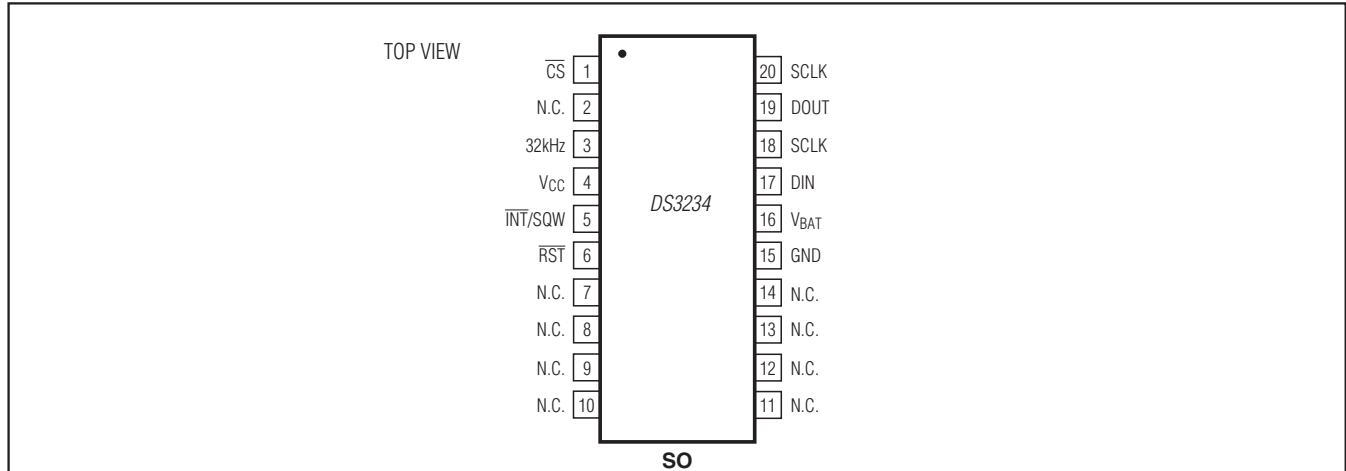 TOP VIEW
CS 1
N.C. 2
32kHz 3
VCC 4
INT/SQW 5
RST 6
N.C. 7
N.C. 8
N.C. 9
N.C. 10
DS3234
20 SCLK
19 DOUT
18 SCLK
17 DIN
16 VBAT
15 GND
14 N.C.
13 N.C.
12 N.C.
11 N.C.
SO